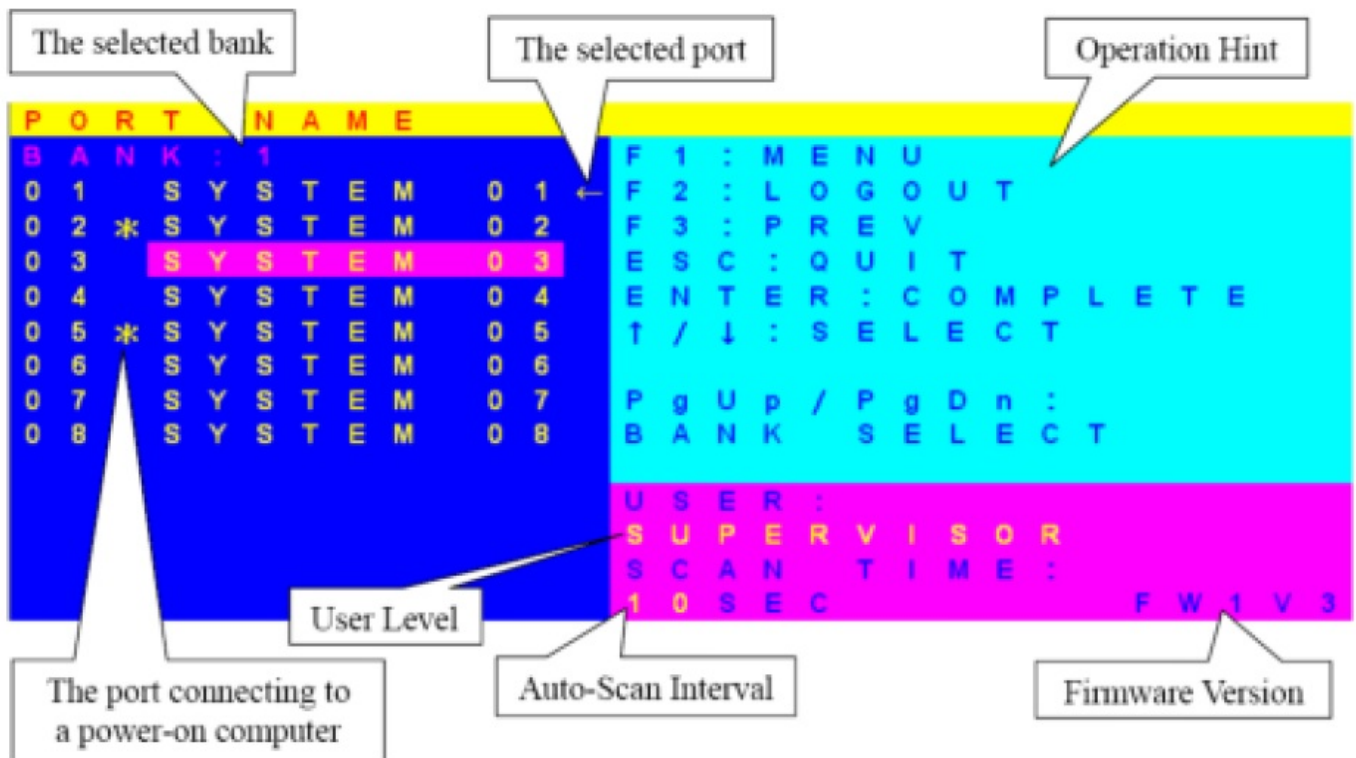 The selected bank
The selected port
Operation Hint
PORT NAME
BANK:1
01 SYSTEM 01 ←
02 * SYSTEM 02
03 SYSTEM 03
04 SYSTEM 04
05 * SYSTEM 05
06 SYSTEM 06
07 SYSTEM 07
08 SYSTEM 08
F1:MENU
F2:LOGOUT
F3:PREV
ESC:QUIT
ENTER:COMPLETE
↑/↓:SELECT
PgUp/PgDn:
BANK SELECT
USER:
SUPERVISOR
SCAN TIME:
10SEC FW1V3
User Level
The port connecting to
a power-on computer
Auto-Scan Interval
Firmware Version